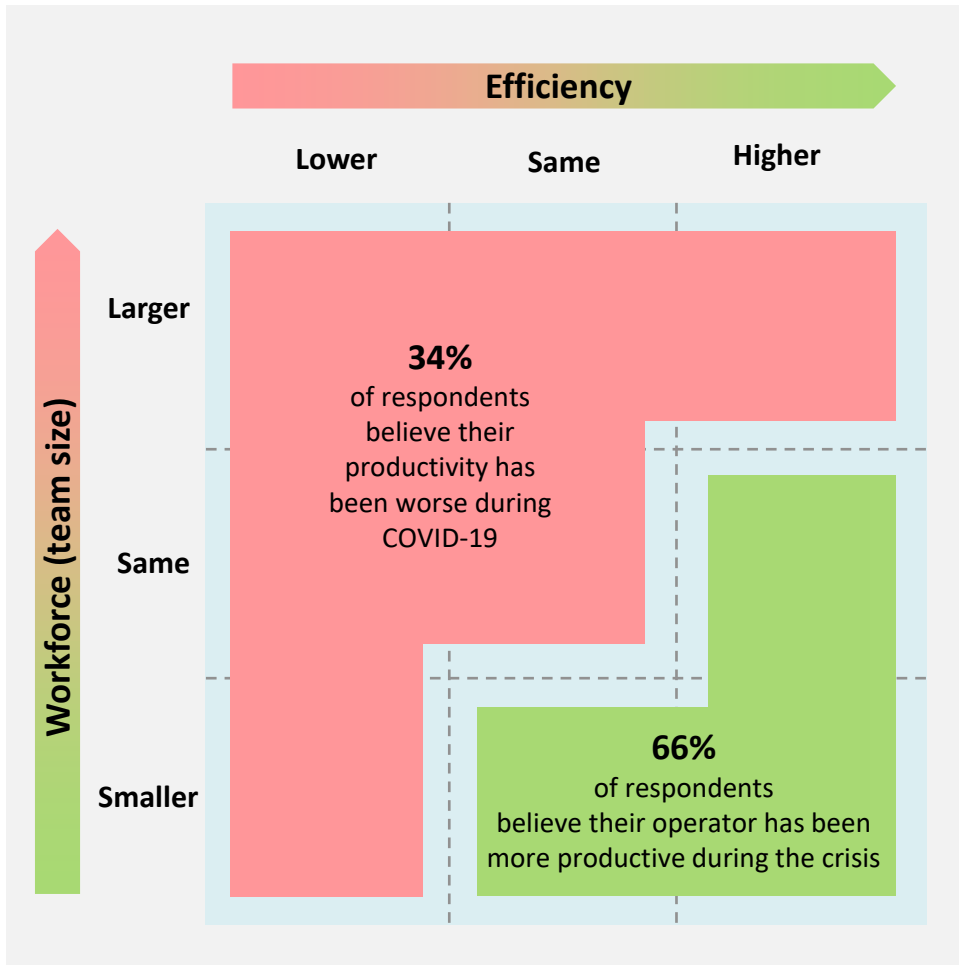 Efficiency
Lower
Same
Higher
Workforce (team size)
Larger
Same
Smaller
34%
of respondents
believe their
productivity has
been worse during
COVID-19
66%
of respondents
believe their operator has been
more productive during the crisis